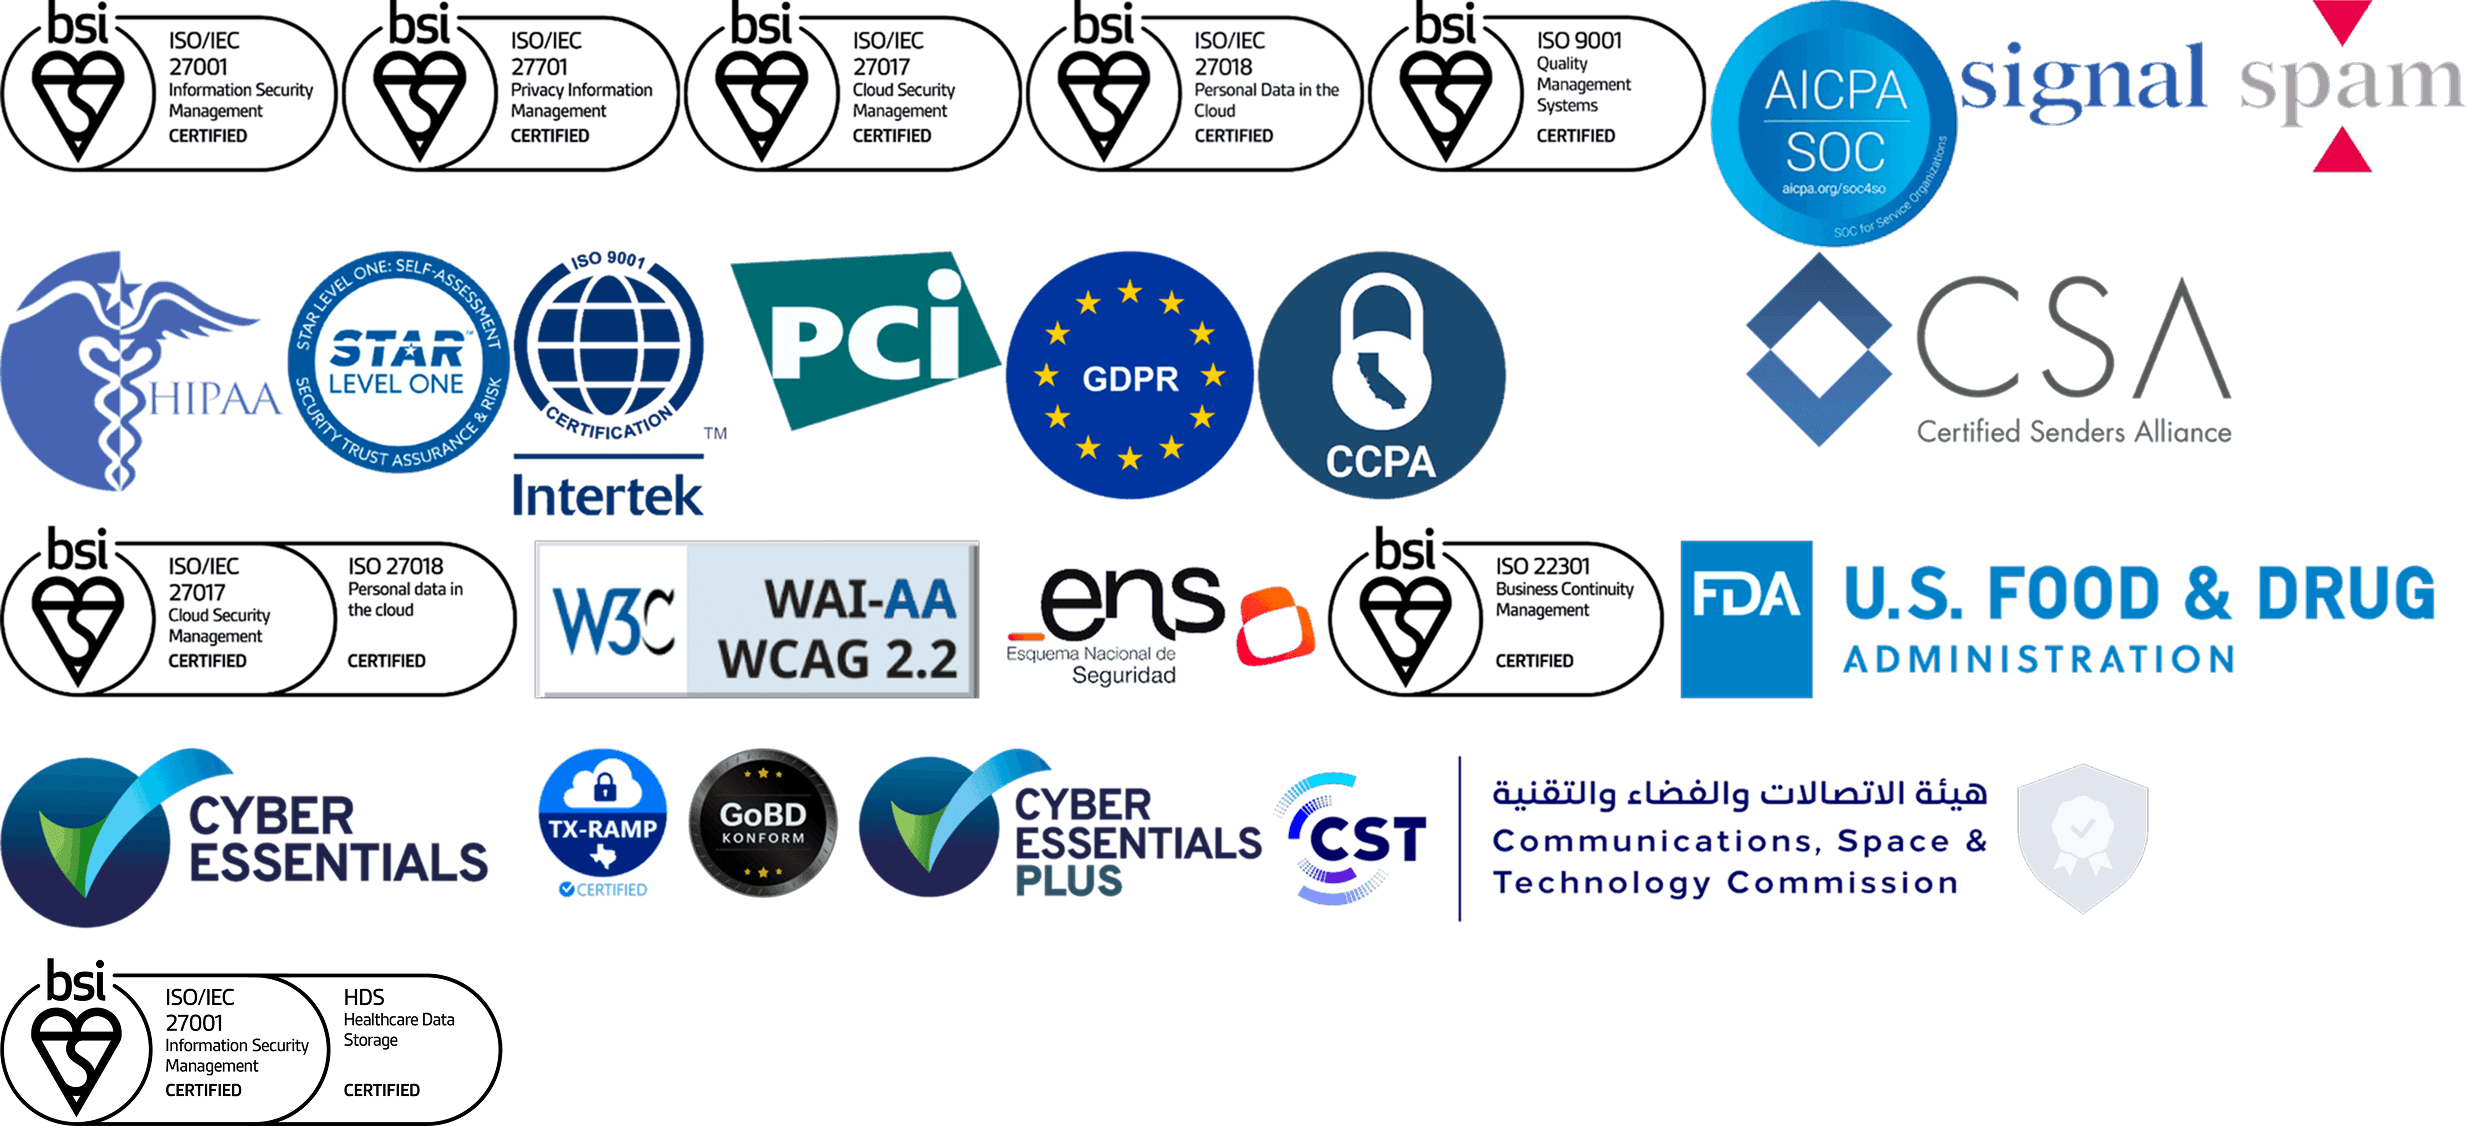 bsi
ISO/IEC
27001
Information Security
Management
CERTIFIED
bsi
ISO/IEC
27701
Privacy Information
Management
CERTIFIED
bsi
ISO/IEC
27017
Cloud Security
Management
CERTIFIED
bsi
ISO/IEC
27018
Personal Data in the
Cloud
CERTIFIED
bsi
ISO 9001
Quality
Management
Systems
CERTIFIED
AICPA
SOC
aicpa.org/soc4so
SOC for Service Organizations
signal spam
HIPAA
STAR LEVEL ONE: SELF-ASSESSMENT
STAR™
LEVEL ONE
SECURITY TRUST ASSURANCE & RISK
ISO 9001
CERTIFICATION
TM
Intertek
PCi
GDPR
CCPA
CSA
Certified Senders Alliance
bsi
ISO/IEC
27017
Cloud Security
Management
CERTIFIED
ISO 27018
Personal data in
the cloud
CERTIFIED
W3C
WAI-AA
WCAG 2.2
ens
Esquema Nacional de
Seguridad
bsi
ISO 22301
Business Continuity
Management
CERTIFIED
FDA
U.S. FOOD & DRUG
ADMINISTRATION
CYBER
ESSENTIALS
TX-RAMP
CERTIFIED
GoBD
KONFORM
CYBER
ESSENTIALS
PLUS
CST
هيئة الاتصالات والفضاء والتقنية
Communications, Space &
Technology Commission
bsi
ISO/IEC
27001
Information Security
Management
CERTIFIED
HDS
Healthcare Data
Storage
CERTIFIED